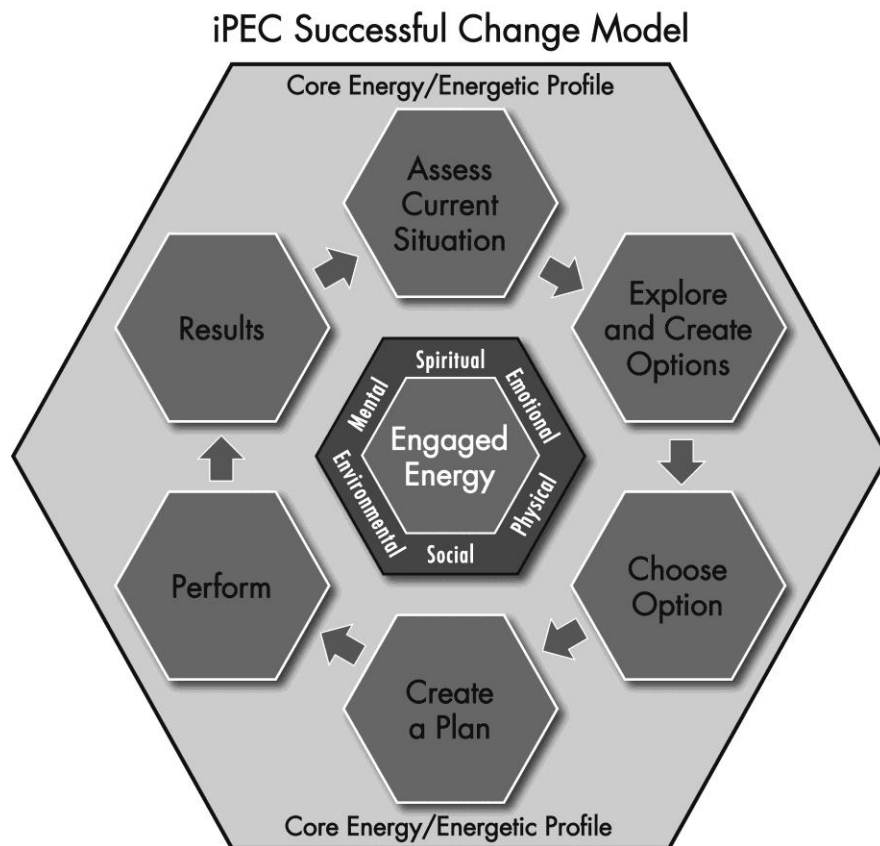 iPEC Successful Change Model
Core Energy/Energetic Profile
Assess
Current
Situation
Explore
and Create
Options
Choose
Option
Create
a Plan
Perform
Results
Spiritual
Emotional
Physical
Social
Environmental
Mental
Engaged
Energy
Core Energy/Energetic Profile